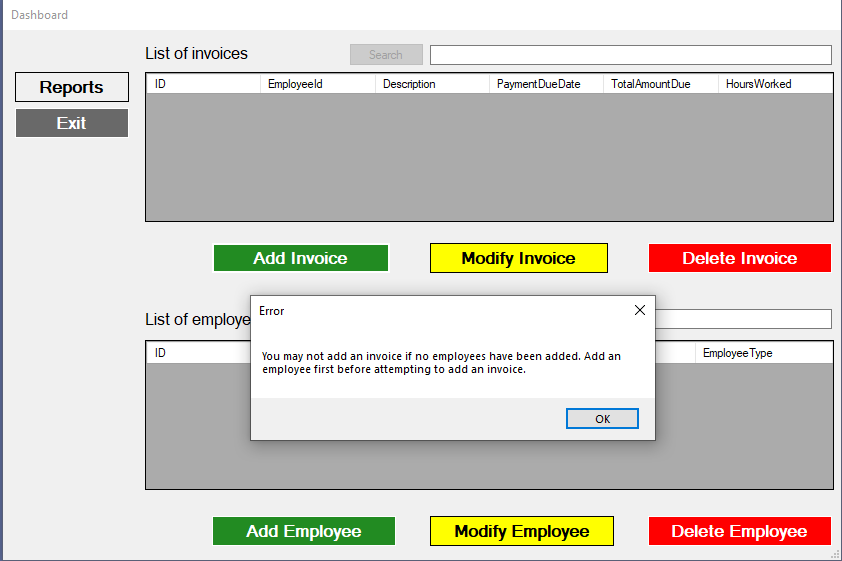 Dashboard
List of invoices
Search
Reports
Exit
ID EmployeeId Description PaymentDueDate TotalAmountDue HoursWorked
Add Invoice Modify Invoice Delete Invoice
Error
List of employe
You may not add an invoice if no employees have been added. Add an
employee first before attempting to add an invoice.
ID EmployeeType
OK
Add Employee Modify Employee Delete Employee